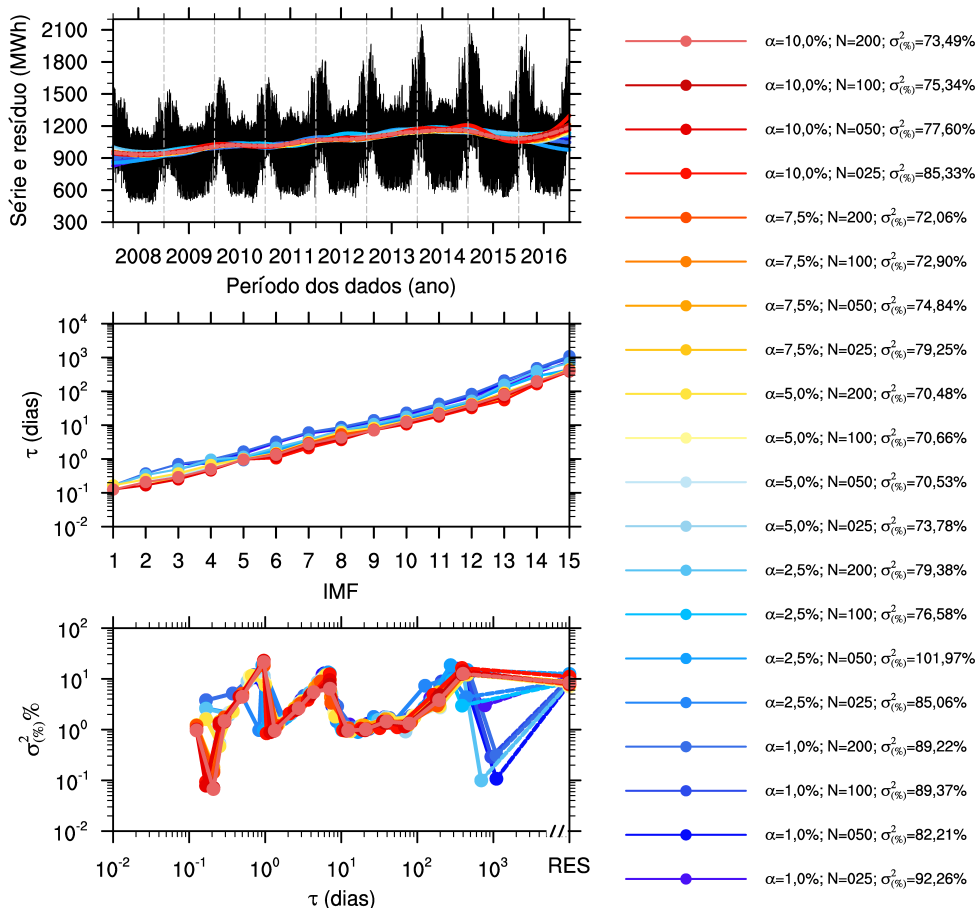 Série e resíduo (MWh)
2100
1800
1500
1200
900
600
300
2008 2009 2010 2011 2012 2013 2014 2015 2016
Período dos dados (ano)
τ (dias)
10^4
10^3
10^2
10^1
10^0
10^-1
10^-2
1 2 3 4 5 6 7 8 9 10 11 12 13 14 15
IMF
σ²(%)%
10^2
10^1
10^0
10^-1
10^-2
10^-2 10^-1 10^0 10^1 10^2 10^3 // RES
τ (dias)
α=10,0%; N=200; σ²(%)=73,49%
α=10,0%; N=100; σ²(%)=75,34%
α=10,0%; N=050; σ²(%)=77,60%
α=10,0%; N=025; σ²(%)=85,33%
α=7,5%; N=200; σ²(%)=72,06%
α=7,5%; N=100; σ²(%)=72,90%
α=7,5%; N=050; σ²(%)=74,84%
α=7,5%; N=025; σ²(%)=79,25%
α=5,0%; N=200; σ²(%)=70,48%
α=5,0%; N=100; σ²(%)=70,66%
α=5,0%; N=050; σ²(%)=70,53%
α=5,0%; N=025; σ²(%)=73,78%
α=2,5%; N=200; σ²(%)=79,38%
α=2,5%; N=100; σ²(%)=76,58%
α=2,5%; N=050; σ²(%)=101,97%
α=2,5%; N=025; σ²(%)=85,06%
α=1,0%; N=200; σ²(%)=89,22%
α=1,0%; N=100; σ²(%)=89,37%
α=1,0%; N=050; σ²(%)=82,21%
α=1,0%; N=025; σ²(%)=92,26%